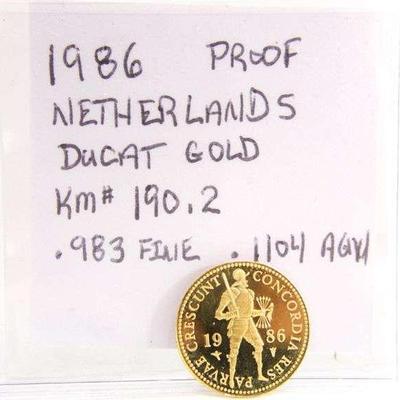 1986 PROOF
NETHERLANDS
DUCAT GOLD
KM# 190.2
.983 FINE .1104 AGW
CONCORDIA RES PARVAE CRESCUNT
19 86